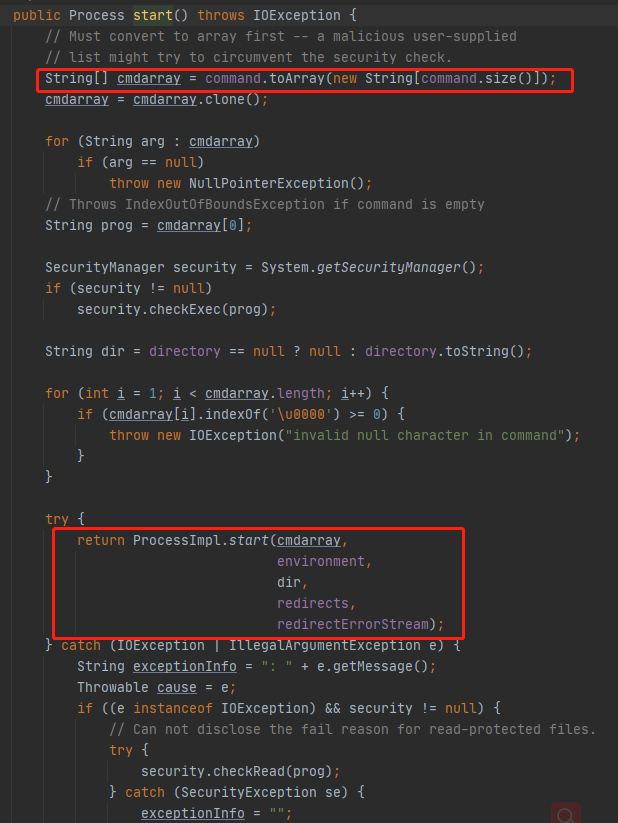 public Process start() throws IOException {
// Must convert to array first -- a malicious user-supplied
// list might try to circumvent the security check.
String[] cmdarray = command.toArray(new String[command.size()]);
cmdarray = cmdarray.clone();
for (String arg : cmdarray)
if (arg == null)
throw new NullPointerException();
// Throws IndexOutOfBoundsException if command is empty
String prog = cmdarray[0];
SecurityManager security = System.getSecurityManager();
if (security != null)
security.checkExec(prog);
String dir = directory == null ? null : directory.toString();
for (int i = 1; i < cmdarray.length; i++) {
if (cmdarray[i].indexOf('\u0000') >= 0) {
throw new IOException("invalid null character in command");
}
}
try {
return ProcessImpl.start(cmdarray,
environment,
dir,
redirects,
redirectErrorStream);
} catch (IOException | IllegalArgumentException e) {
String exceptionInfo = ": " + e.getMessage();
Throwable cause = e;
if ((e instanceof IOException) && security != null) {
// Can not disclose the fail reason for read-protected files.
try {
security.checkRead(prog);
} catch (SecurityException se) {
exceptionInfo = "";